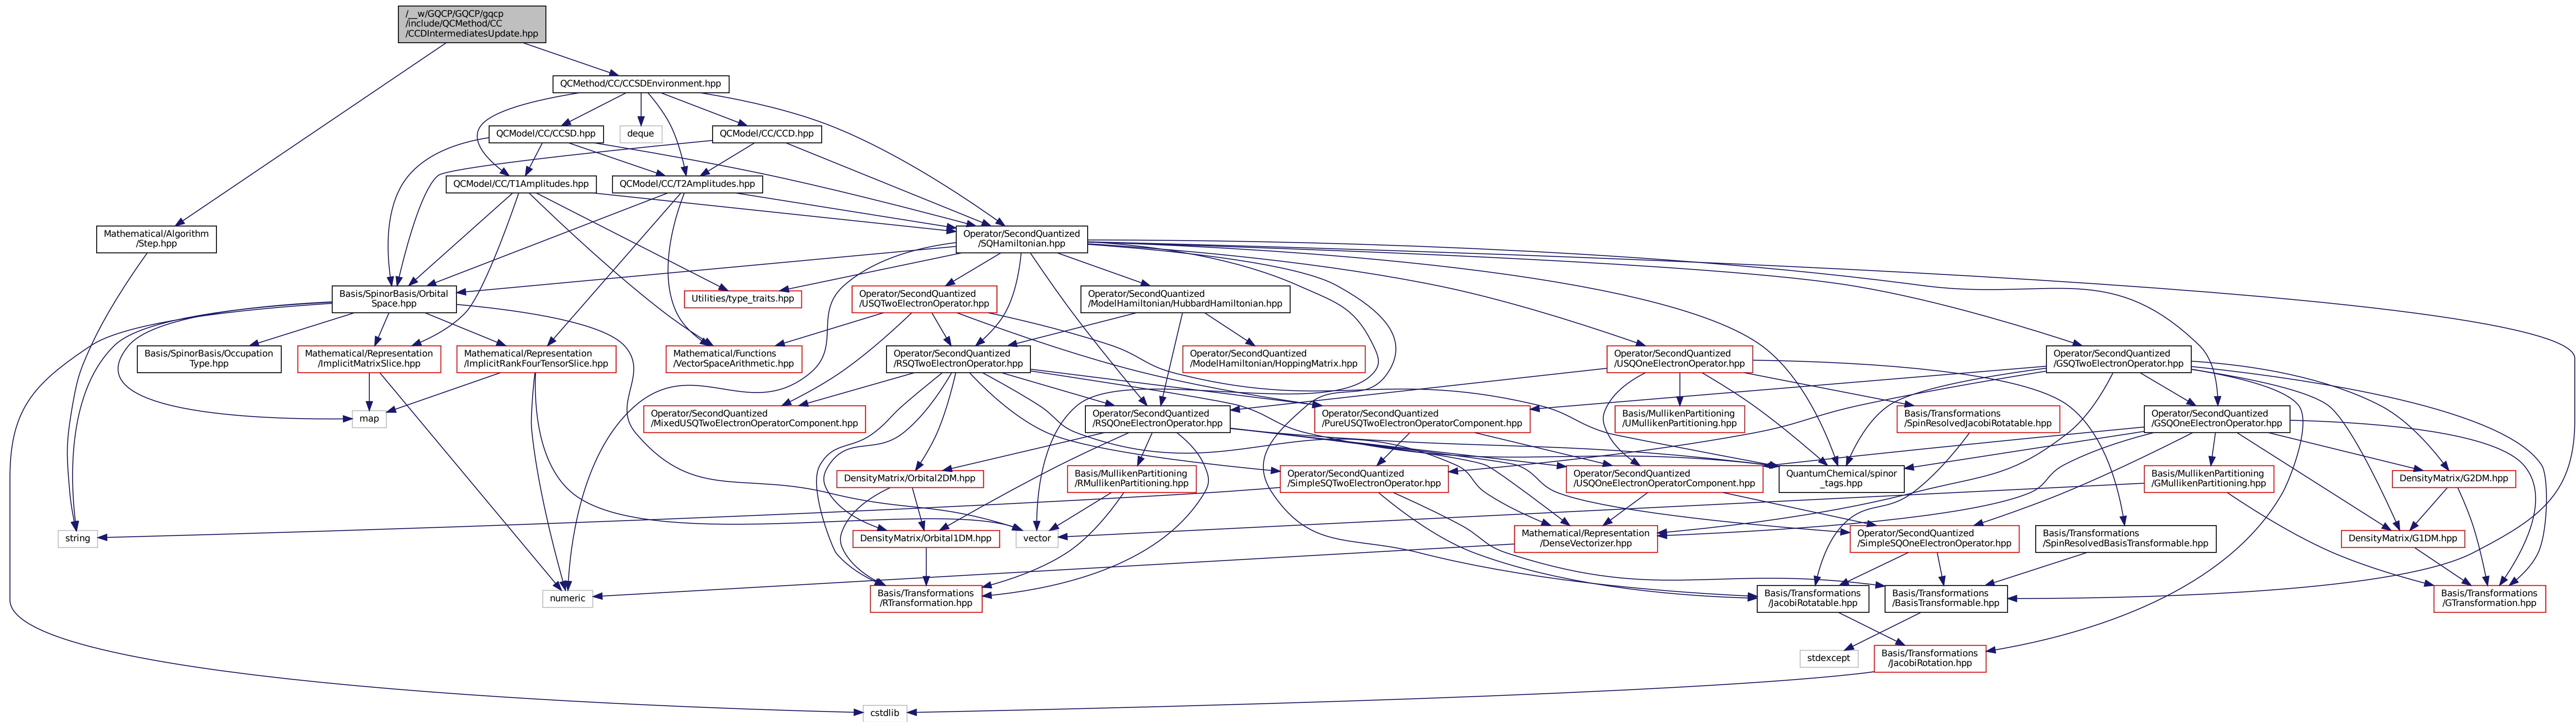 /__w/GQCP/GQCP/gqcp
/include/QCMethod/CC
/CCDIntermediatesUpdate.hpp
QCMethod/CC/CCSDEnvironment.hpp
QCModel/CC/CCSD.hpp
deque
QCModel/CC/CCD.hpp
QCModel/CC/T1Amplitudes.hpp
QCModel/CC/T2Amplitudes.hpp
Mathematical/Algorithm
/Step.hpp
Operator/SecondQuantized
/SQHamiltonian.hpp
Basis/SpinorBasis/Orbital
Space.hpp
Utilities/type_traits.hpp
Operator/SecondQuantized
/USQTwoElectronOperator.hpp
Operator/SecondQuantized
/ModelHamiltonian/HubbardHamiltonian.hpp
Basis/SpinorBasis/Occupation
Type.hpp
Mathematical/Representation
/ImplicitMatrixSlice.hpp
Mathematical/Representation
/ImplicitRankFourTensorSlice.hpp
Mathematical/Functions
/VectorSpaceArithmetic.hpp
Operator/SecondQuantized
/RSQTwoElectronOperator.hpp
Operator/SecondQuantized
/ModelHamiltonian/HoppingMatrix.hpp
Operator/SecondQuantized
/USQOneElectronOperator.hpp
Operator/SecondQuantized
/GSQTwoElectronOperator.hpp
map
Operator/SecondQuantized
/MixedUSQTwoElectronOperatorComponent.hpp
Operator/SecondQuantized
/RSQOneElectronOperator.hpp
Operator/SecondQuantized
/PureUSQTwoElectronOperatorComponent.hpp
Basis/MullikenPartitioning
/UMullikenPartitioning.hpp
Basis/Transformations
/SpinResolvedJacobiRotatable.hpp
Operator/SecondQuantized
/GSQOneElectronOperator.hpp
DensityMatrix/Orbital2DM.hpp
Basis/MullikenPartitioning
/RMullikenPartitioning.hpp
Operator/SecondQuantized
/SimpleSQTwoElectronOperator.hpp
Operator/SecondQuantized
/USQOneElectronOperatorComponent.hpp
QuantumChemical/spinor
_tags.hpp
Basis/MullikenPartitioning
/GMullikenPartitioning.hpp
DensityMatrix/G2DM.hpp
string
DensityMatrix/Orbital1DM.hpp
vector
Mathematical/Representation
/DenseVectorizer.hpp
Operator/SecondQuantized
/SimpleSQOneElectronOperator.hpp
Basis/Transformations
/SpinResolvedBasisTransformable.hpp
DensityMatrix/G1DM.hpp
numeric
Basis/Transformations
/RTransformation.hpp
Basis/Transformations
/JacobiRotatable.hpp
Basis/Transformations
/BasisTransformable.hpp
Basis/Transformations
/GTransformation.hpp
stdexcept
Basis/Transformations
/JacobiRotation.hpp
cstdlib